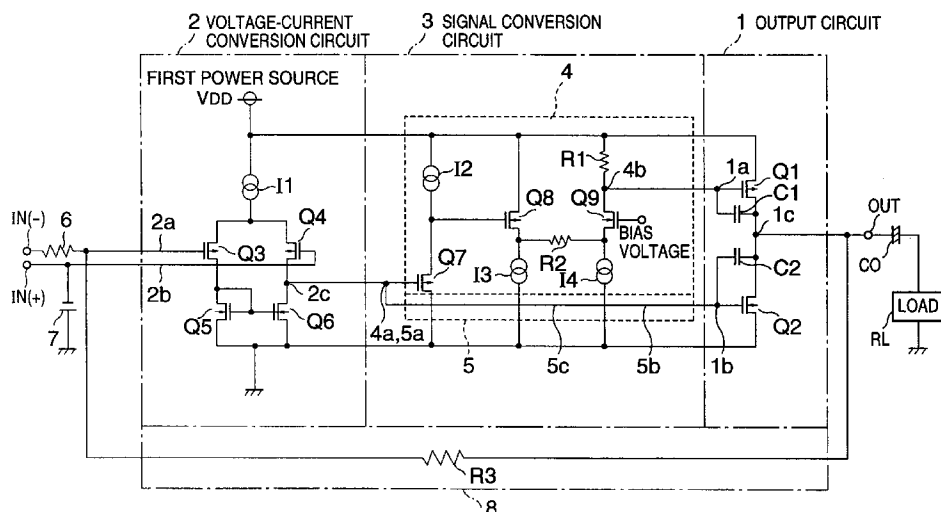 2 VOLTAGE-CURRENT
CONVERSION CIRCUIT
3 SIGNAL CONVERSION
CIRCUIT
1 OUTPUT CIRCUIT
FIRST POWER SOURCE
VDD
4
I1
I2
R1
4b
1a
Q1
C1
1c
OUT
IN(-)
6
2a
Q3
Q4
Q8
Q9
BIAS
VOLTAGE
R2
IN(+)
2b
2c
Q7
I3
I4
C2
CO
LOAD
RL
7
Q5
Q6
4a,5a
5
5c
5b
1b
Q2
R3
8